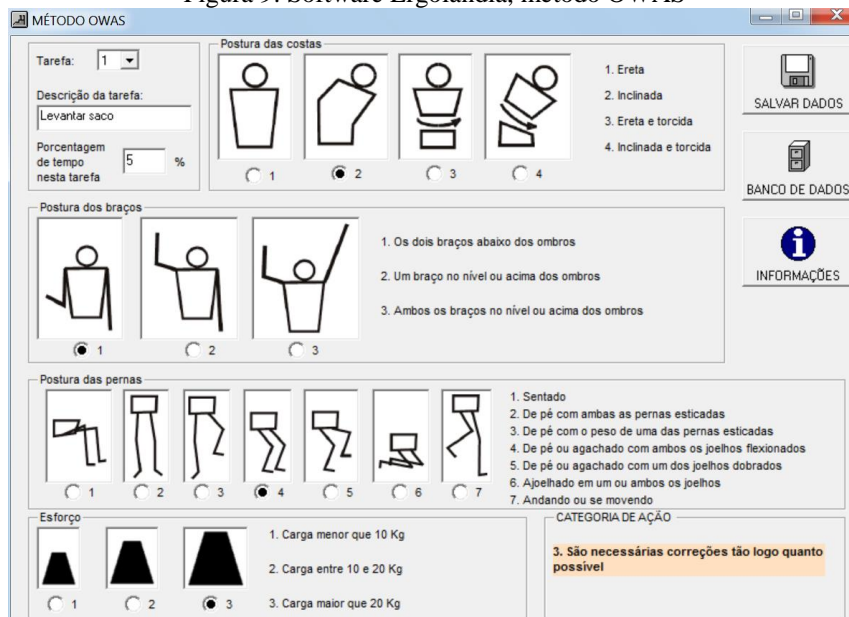 Figura 9: Software Ergolândia, método OWAS
MÉTODO OWAS
Tarefa: 1
Descrição da tarefa:
Levantar saco
Porcentagem
de tempo
nesta tarefa
5 %
Postura das costas
1 2 3 4
1. Ereta
2. Inclinada
3. Ereta e torcida
4. Inclinada e torcida
SALVAR DADOS
BANCO DE DADOS
INFORMAÇÕES
Postura dos braços
1 2 3
1. Os dois braços abaixo dos ombros
2. Um braço no nível ou acima dos ombros
3. Ambos os braços no nível ou acima dos ombros
Postura das pernas
1 2 3 4 5 6 7
1. Sentado
2. De pé com ambas as pernas esticadas
3. De pé com o peso de uma das pernas esticadas
4. De pé ou agachado com ambos os joelhos flexionados
5. De pé ou agachado com um dos joelhos dobrados
6. Ajoelhado em um ou ambos os joelhos
7. Andando ou se movendo
Esforço
1 2 3
1. Carga menor que 10 Kg
2. Carga entre 10 e 20 Kg
3. Carga maior que 20 Kg
CATEGORIA DE AÇÃO
3. São necessárias correções tão logo quanto
possível